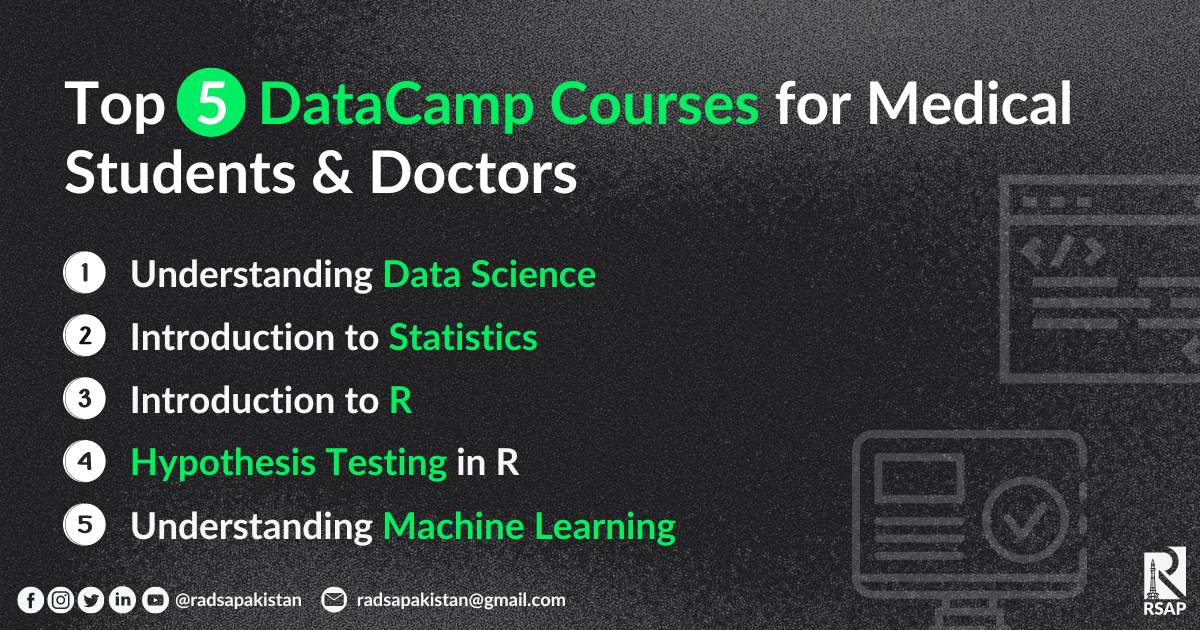 Top 5 DataCamp Courses for Medical
Students & Doctors
1 Understanding Data Science
2 Introduction to Statistics
3 Introduction to R
4 Hypothesis Testing in R
5 Understanding Machine Learning
@radsapakistan radsapakistan@gmail.com
RSAP